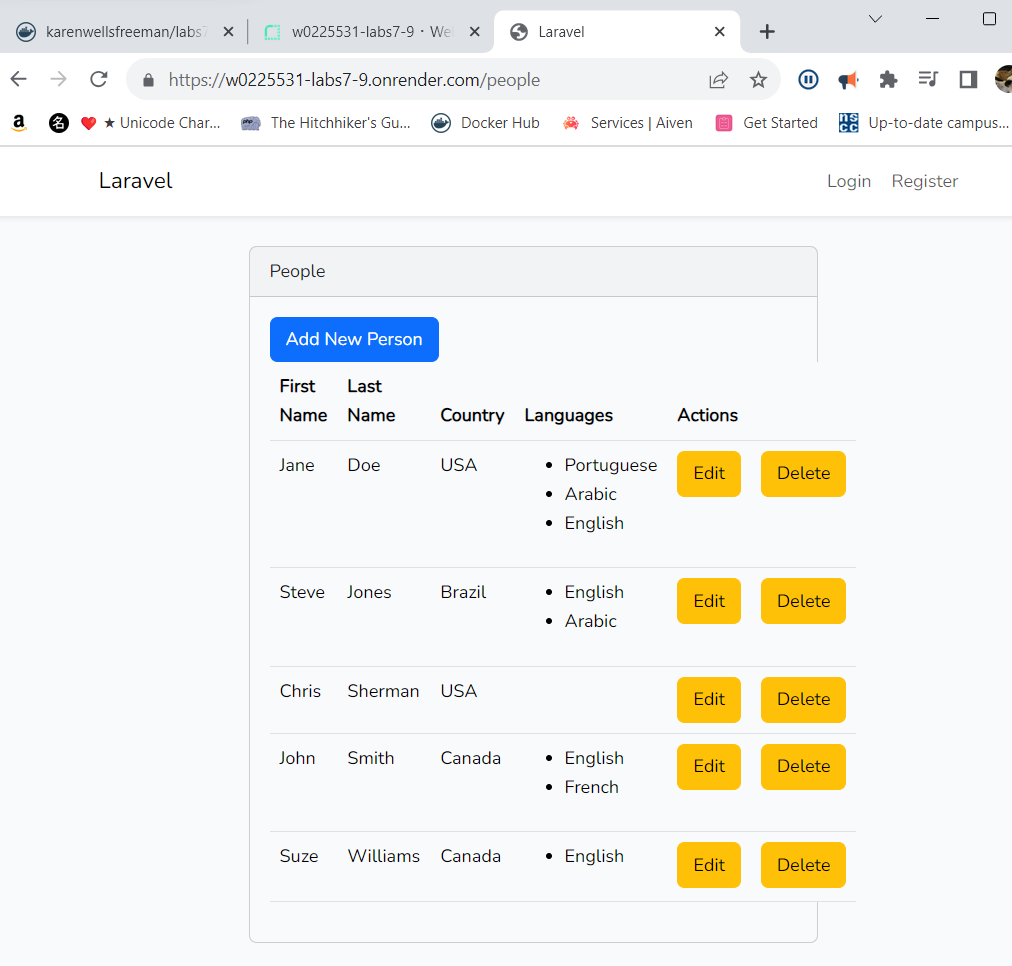 karenwellsfreeman/labs7
w0225531-labs7-9 · We
Laravel
https://w0225531-labs7-9.onrender.com/people
a
名
★ Unicode Char...
php
The Hitchhiker's Gu...
Docker Hub
Services | Aiven
Get Started
nscc
Up-to-date campus...
Laravel
Login Register
People
Add New Person
First Last
Name Name Country Languages Actions
Jane Doe USA • Portuguese Edit Delete
• Arabic
• English
Steve Jones Brazil • English Edit Delete
• Arabic
Chris Sherman USA Edit Delete
John Smith Canada • English Edit Delete
• French
Suze Williams Canada • English Edit Delete